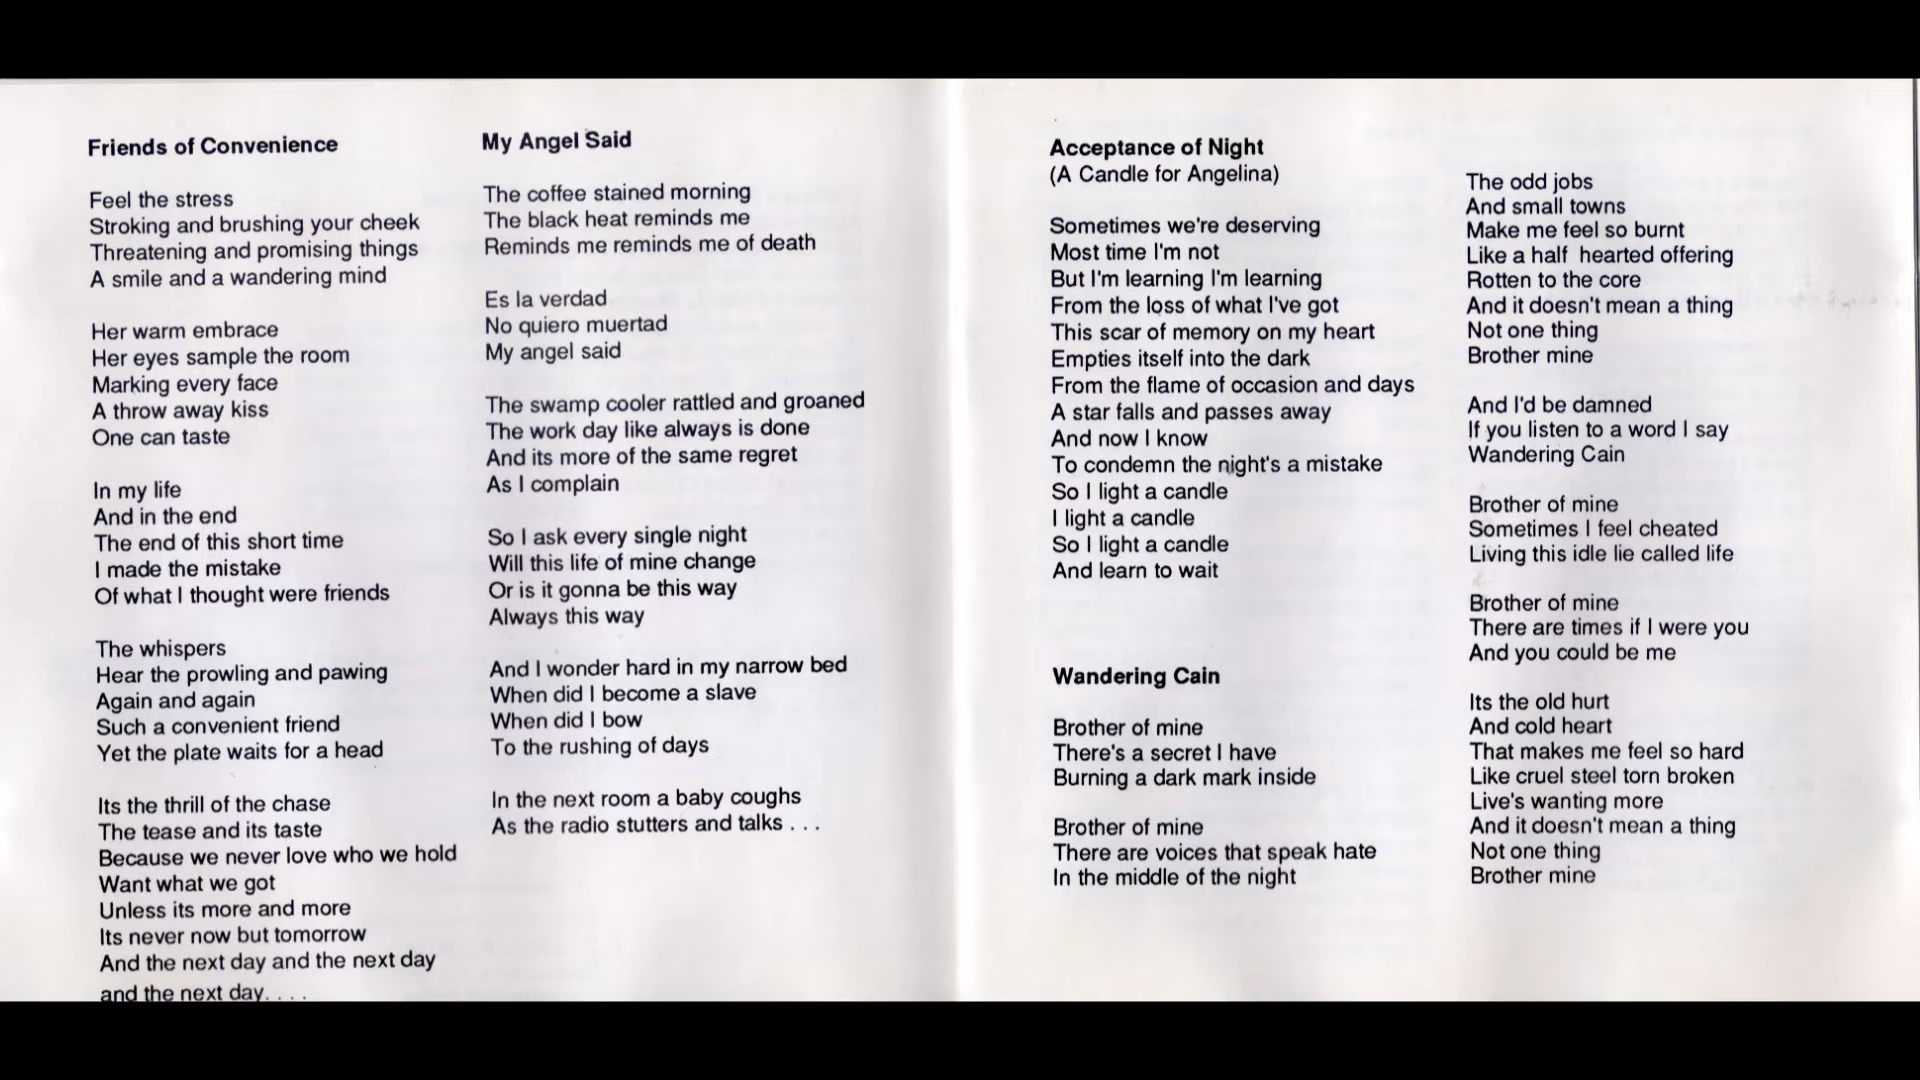 Friends of Convenience
Feel the stress
Stroking and brushing your cheek
Threatening and promising things
A smile and a wandering mind
Her warm embrace
Her eyes sample the room
Marking every face
A throw away kiss
One can taste
In my life
And in the end
The end of this short time
I made the mistake
Of what I thought were friends
The whispers
Hear the prowling and pawing
Again and again
Such a convenient friend
Yet the plate waits for a head
Its the thrill of the chase
The tease and its taste
Because we never love who we hold
Want what we got
Unless its more and more
Its never now but tomorrow
And the next day and the next day
and the next day. . . .
My Angel Said
The coffee stained morning
The black heat reminds me
Reminds me reminds me of death
Es la verdad
No quiero muertad
My angel said
The swamp cooler rattled and groaned
The work day like always is done
And its more of the same regret
As I complain
So I ask every single night
Will this life of mine change
Or is it gonna be this way
Always this way
And I wonder hard in my narrow bed
When did I become a slave
When did I bow
To the rushing of days
In the next room a baby coughs
As the radio stutters and talks . . .
Acceptance of Night
(A Candle for Angelina)
Sometimes we're deserving
Most time I'm not
But I'm learning I'm learning
From the loss of what I've got
This scar of memory on my heart
Empties itself into the dark
From the flame of occasion and days
A star falls and passes away
And now I know
To condemn the night's a mistake
So I light a candle
I light a candle
So I light a candle
And learn to wait
Wandering Cain
Brother of mine
There's a secret I have
Burning a dark mark inside
Brother of mine
There are voices that speak hate
In the middle of the night
The odd jobs
And small towns
Make me feel so burnt
Like a half hearted offering
Rotten to the core
And it doesn't mean a thing
Not one thing
Brother mine
And I'd be damned
If you listen to a word I say
Wandering Cain
Brother of mine
Sometimes I feel cheated
Living this idle lie called life
Brother of mine
There are times if I were you
And you could be me
Its the old hurt
And cold heart
That makes me feel so hard
Like cruel steel torn broken
Live's wanting more
And it doesn't mean a thing
Not one thing
Brother mine